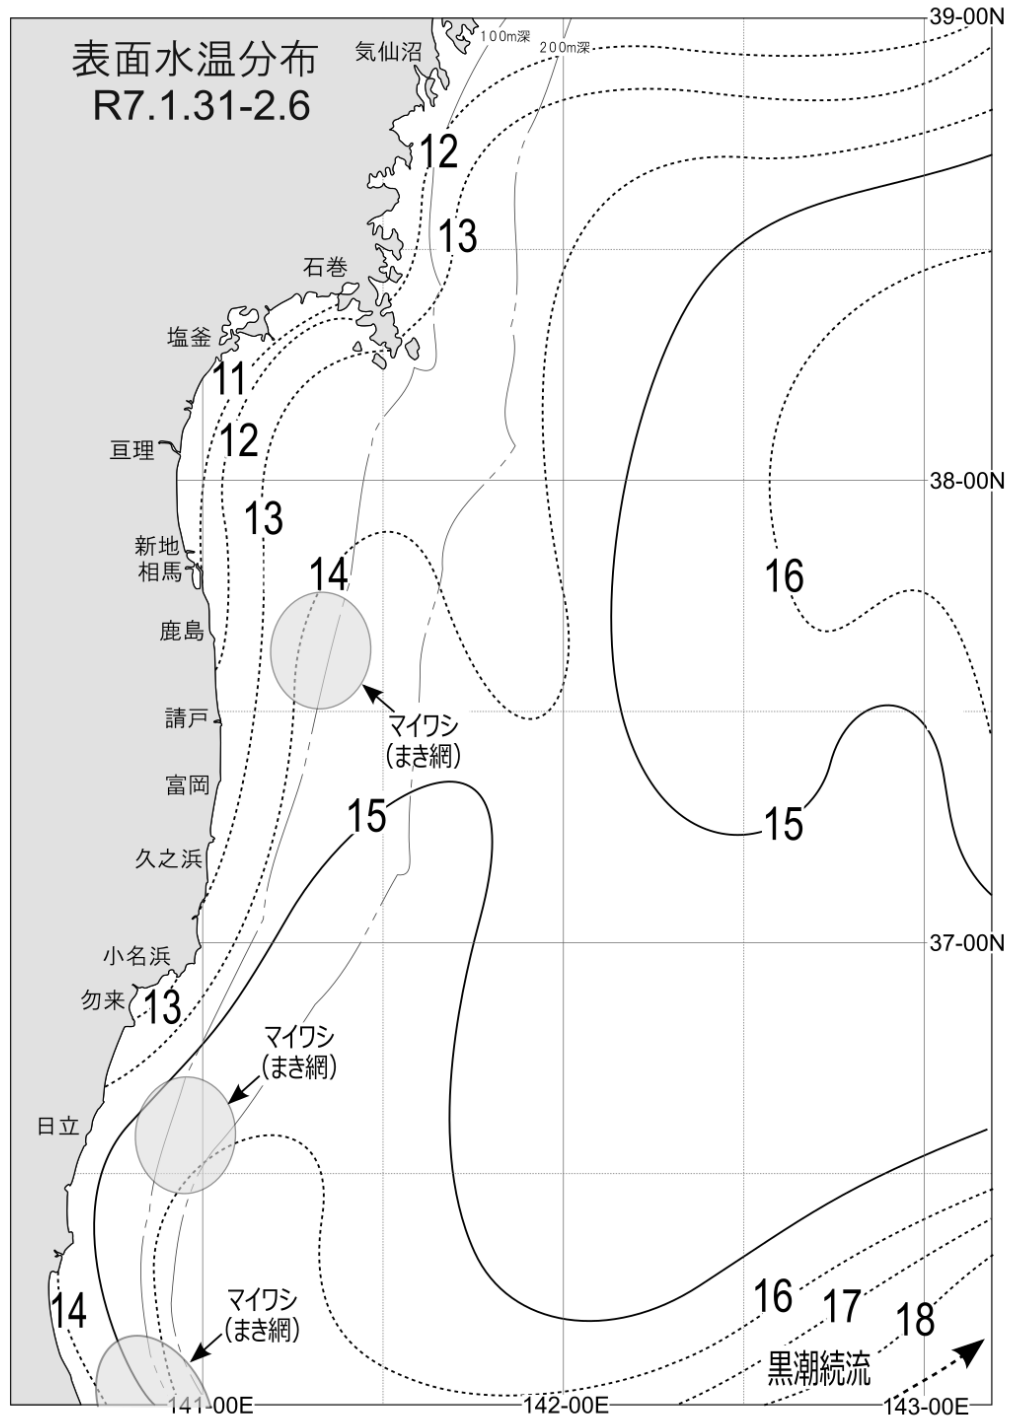 表面水温分布
R7.1.31-2.6
気仙沼
100m深
200m深
39-00N
12
13
石巻
塩釜
11
12
亘理
13
38-00N
新地
相馬
14
16
鹿島
請戸
マイワシ
(まき網)
富岡
15
15
久之浜
37-00N
小名浜
勿来
13
マイワシ
(まき網)
日立
14
マイワシ
(まき網)
16
17
18
黒潮続流
141-00E
142-00E
143-00E